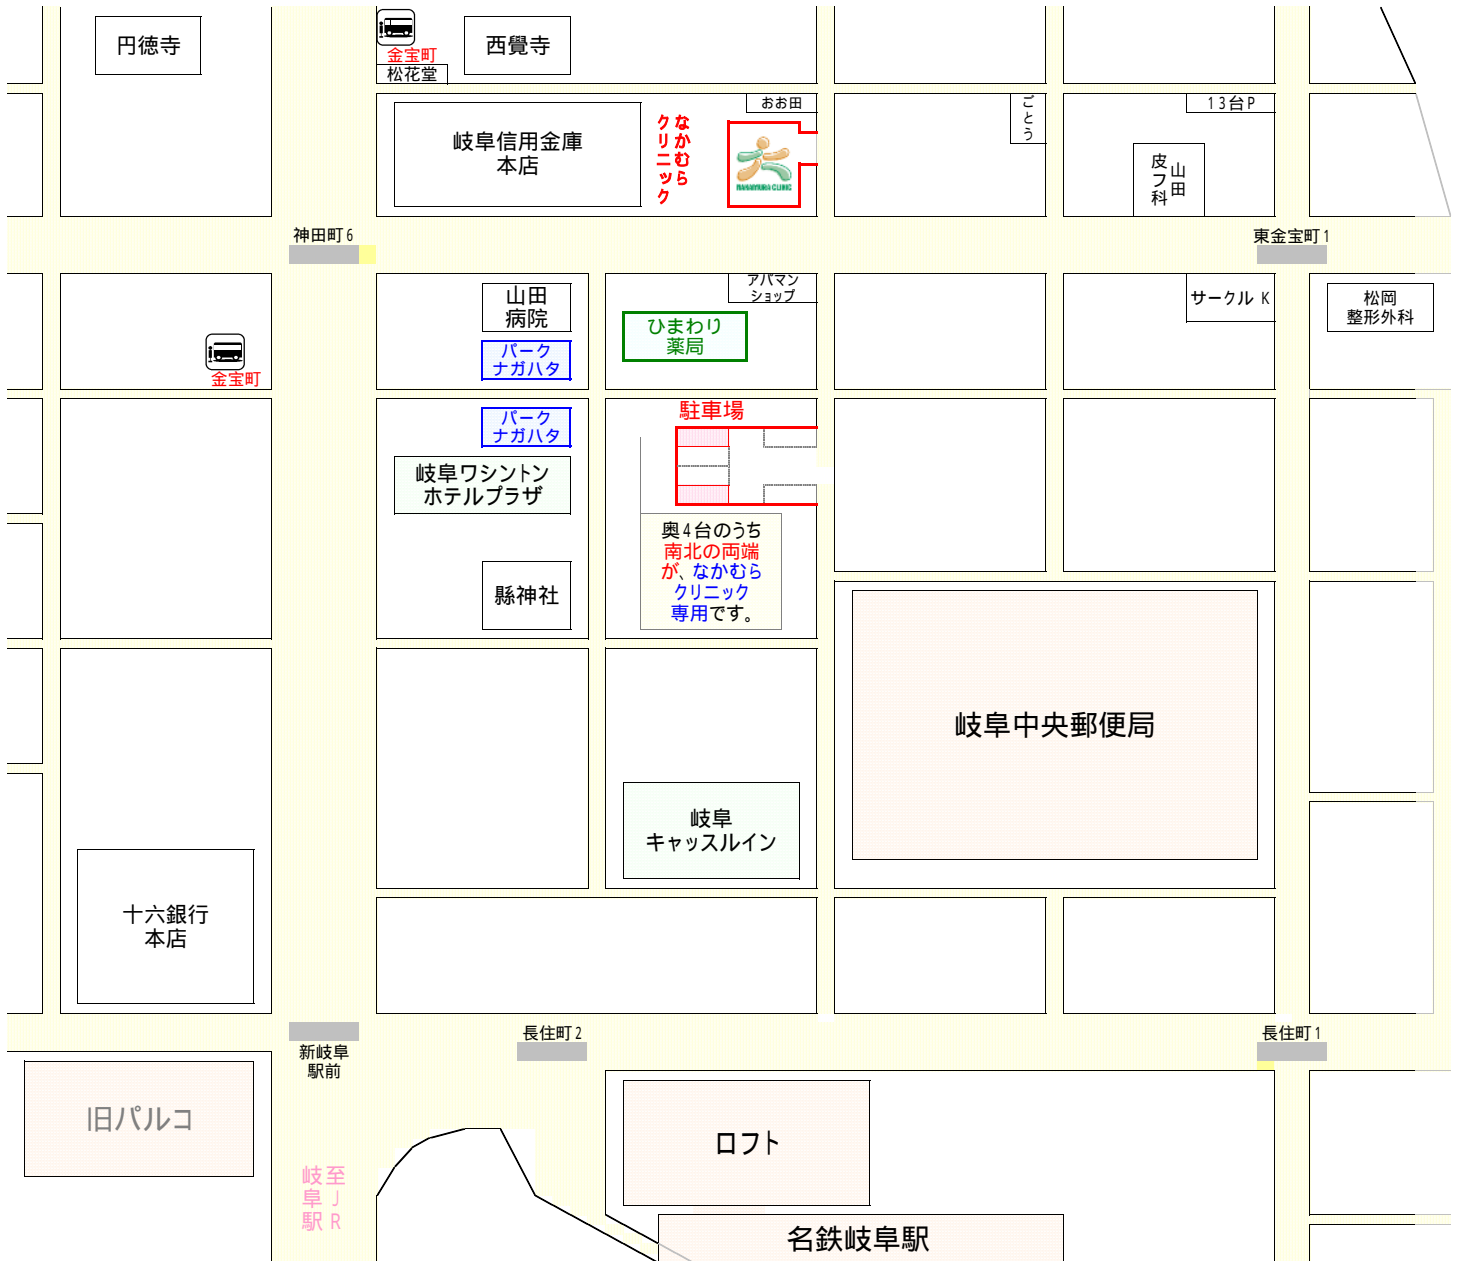 円徳寺
金宝町
松花堂
西覺寺
岐阜信用金庫
本店
なかむら
クリニック
おお田
NAKAMURA CLINIC
ごとう
13台P
山田
皮フ科
神田町6
東金宝町1
山田
病院
パーク
ナガハタ
アパマン
ショップ
ひまわり
薬局
サークル K
松岡
整形外科
金宝町
パーク
ナガハタ
岐阜ワシントン
ホテルプラザ
縣神社
駐車場
奥4台のうち
南北の両端
が、なかむら
クリニック
専用です。
岐阜中央郵便局
岐阜
キャッスルイン
十六銀行
本店
新岐阜
駅前
長住町2
長住町1
旧パルコ
至JR
岐阜駅
ロフト
名鉄岐阜駅